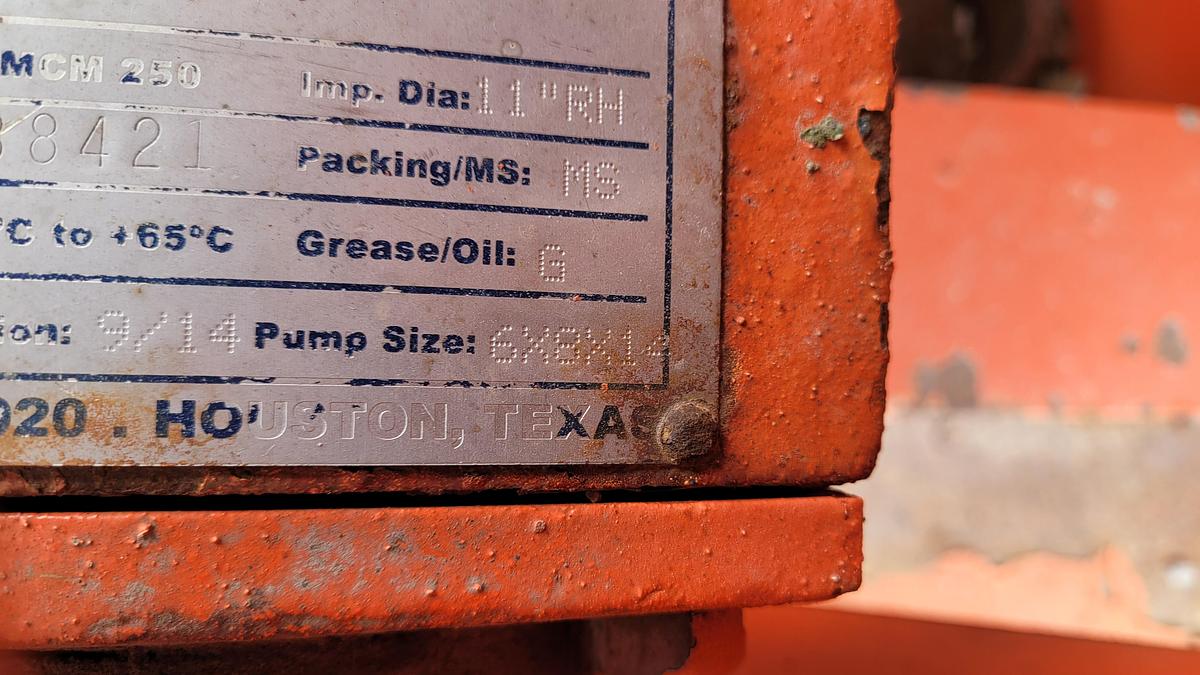 MCM 250 Imp. Dia: 11"RH
8421 Packing/MS: MS
°C to +65°C Grease/Oil: G
on: 9/14 Pump Size: 6X8X14
920 . HOUSTON, TEXAS